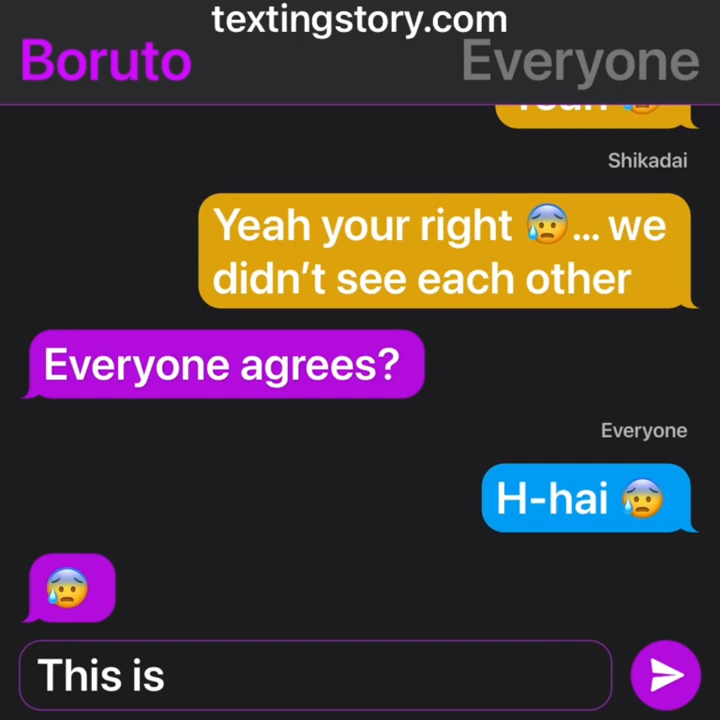 textingstory.com
Boruto
Everyone
Shikadai
Yeah your right 😰... we
didn't see each other
Everyone agrees?
Everyone
H-hai 😰
😰
This is